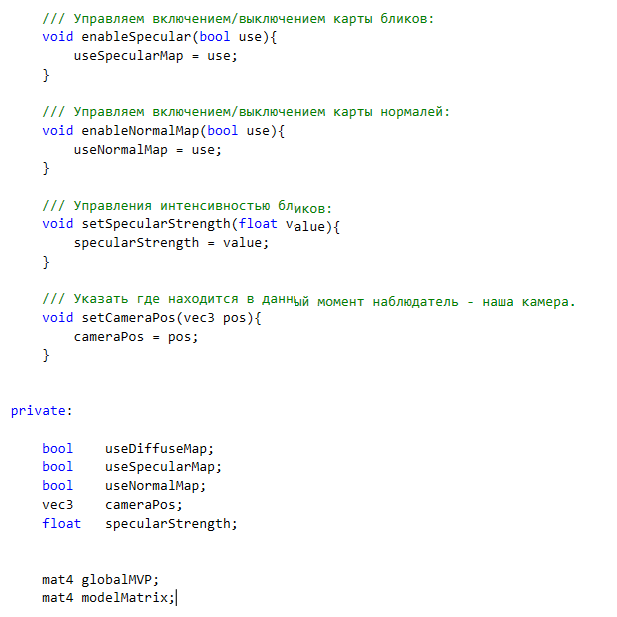 /// Управляем включением/выключением карты бликов:
void enableSpecular(bool use){
useSpecularMap = use;
}
/// Управляем включением/выключением карты нормалей:
void enableNormalMap(bool use){
useNormalMap = use;
}
/// Управления интенсивностью бликов:
void setSpecularStrength(float value){
specularStrength = value;
}
/// Указать где находится в данный момент наблюдатель - наша камера.
void setCameraPos(vec3 pos){
cameraPos = pos;
}
private:
bool useDiffuseMap;
bool useSpecularMap;
bool useNormalMap;
vec3 cameraPos;
float specularStrength;
mat4 globalMVP;
mat4 modelMatrix;